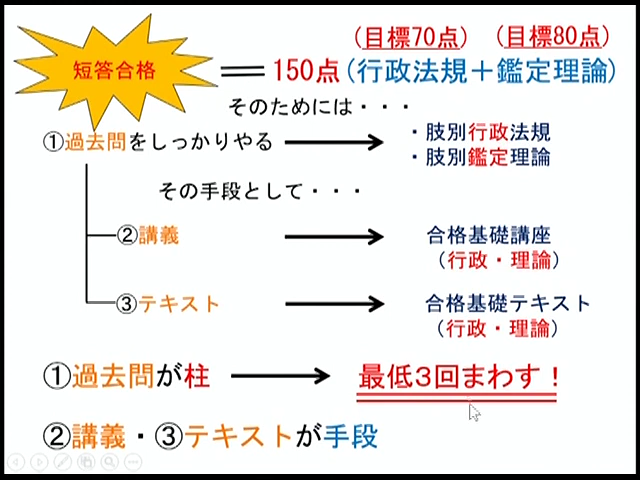 （目標70点）（目標80点）
短答合格 ＝ 150点（行政法規＋鑑定理論）
そのためには・・・
①過去問をしっかりやる
・肢別行政法規
・肢別鑑定理論
その手段として・・・
②講義 合格基礎講座
（行政・理論）
③テキスト 合格基礎テキスト
（行政・理論）
①過去問が柱 最低３回まわす！
②講義・③テキストが手段